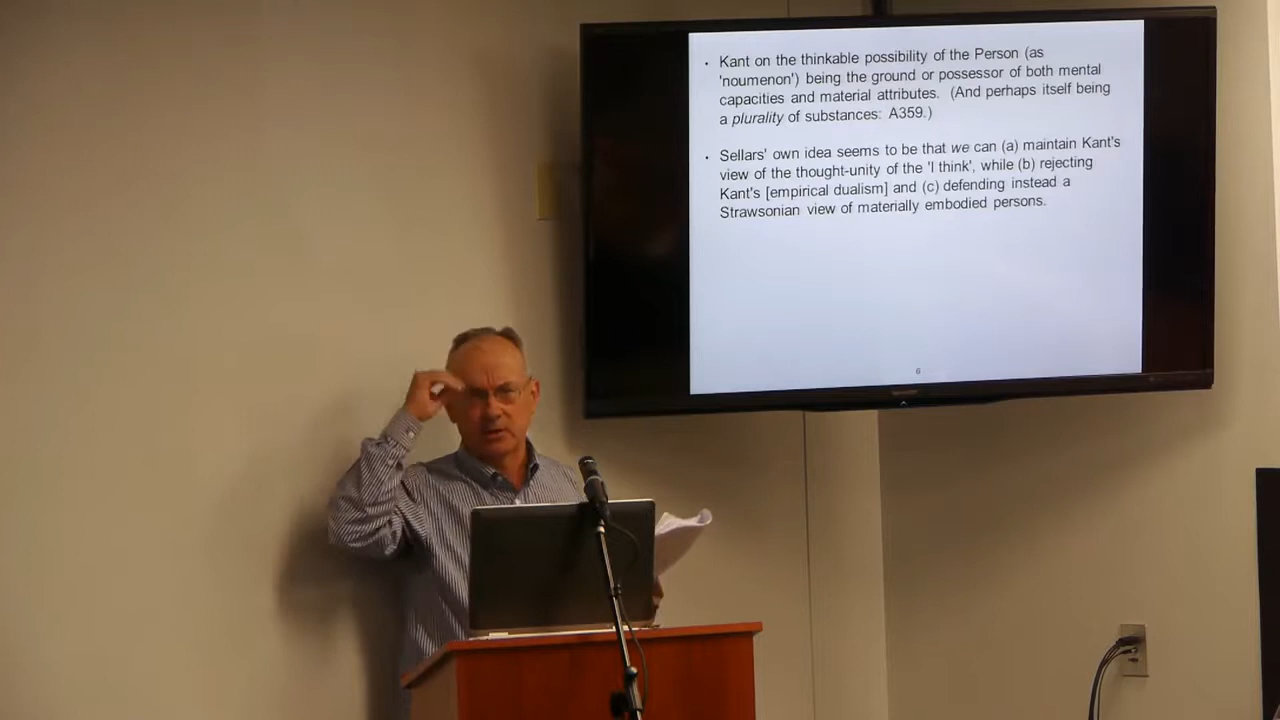 • Kant on the thinkable possibility of the Person (as
'noumenon') being the ground or possessor of both mental
capacities and material attributes. (And perhaps itself being
a plurality of substances: A359.)
• Sellars' own idea seems to be that we can (a) maintain Kant's
view of the thought-unity of the 'I think', while (b) rejecting
Kant's [empirical dualism] and (c) defending instead a
Strawsonian view of materially embodied persons.
6